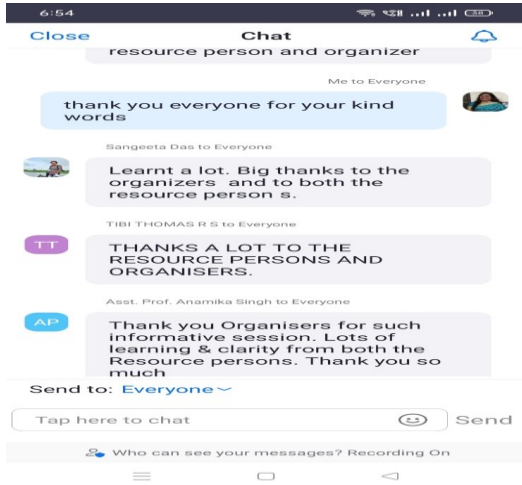 6:54
58
Close
Chat
resource person and organizer
Me to Everyone
thank you everyone for your kind
words
Sangeeta Das to Everyone
Learnt a lot. Big thanks to the
organizers and to both the
resource person s.
TIBI THOMAS R S to Everyone
TT
THANKS A LOT TO THE
RESOURCE PERSONS AND
ORGANISERS.
Asst. Prof. Anamika Singh to Everyone
AP
Thank you Organisers for such
informative session. Lots of
learning & clarity from both the
Resource persons. Thank you so
much
Send to: Everyone
Tap here to chat
Send
Who can see your messages? Recording On